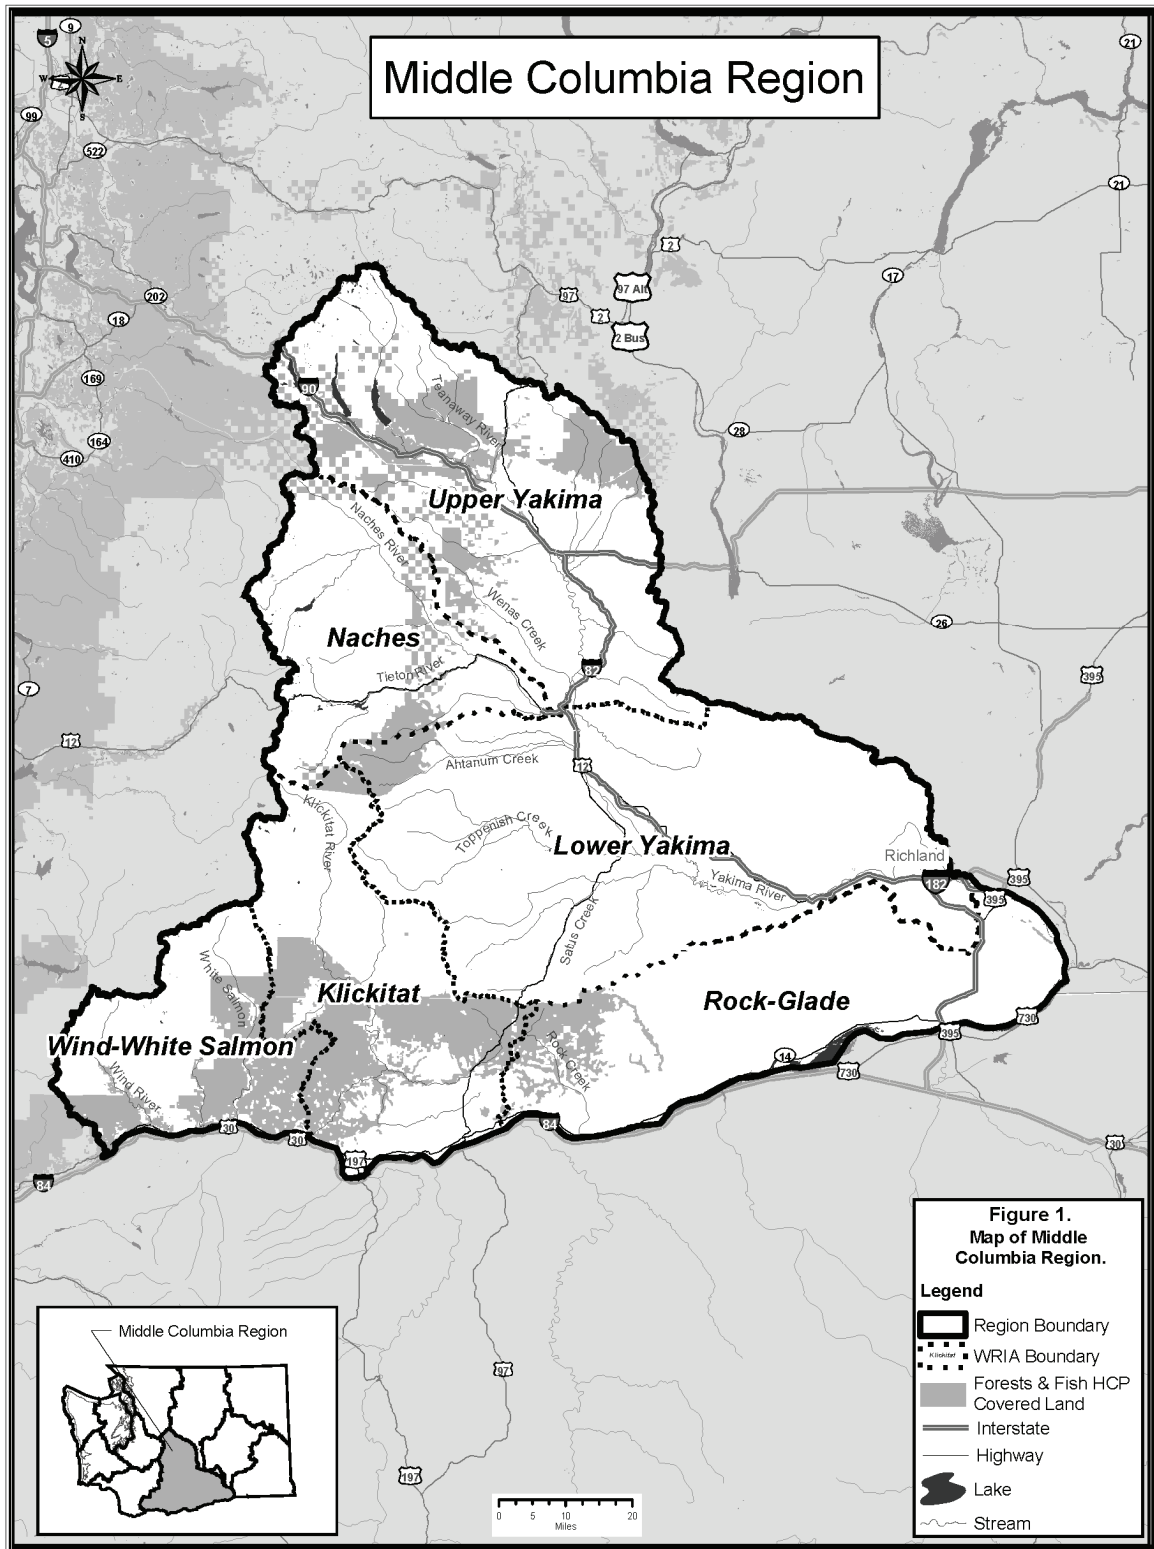 Middle Columbia Region
5
9
N
W
E
S
99
522
21
21
2
17
97
97 Alt
2
2 Bus
202
18
169
164
410
90
28
Teanaway River
Upper Yakima
Naches River
Wenas Creek
26
Naches
Tieton River
82
395
7
12
12
Ahtanum Creek
Klickitat River
Toppenish Creek
Lower Yakima
Richland
Yakima River
182
395
395
Satus Creek
White Salmon
Klickitat
Rock-Glade
Wind-White Salmon
Wind River
Rock Creek
14
395
730
730
30
30
84
197
30
84
97
197
Figure 1.
Map of Middle
Columbia Region.
Legend
Region Boundary
Klickitat
WRIA Boundary
Forests & Fish HCP
Covered Land
Interstate
Highway
Lake
Stream
Middle Columbia Region
0 5 10 20
Miles